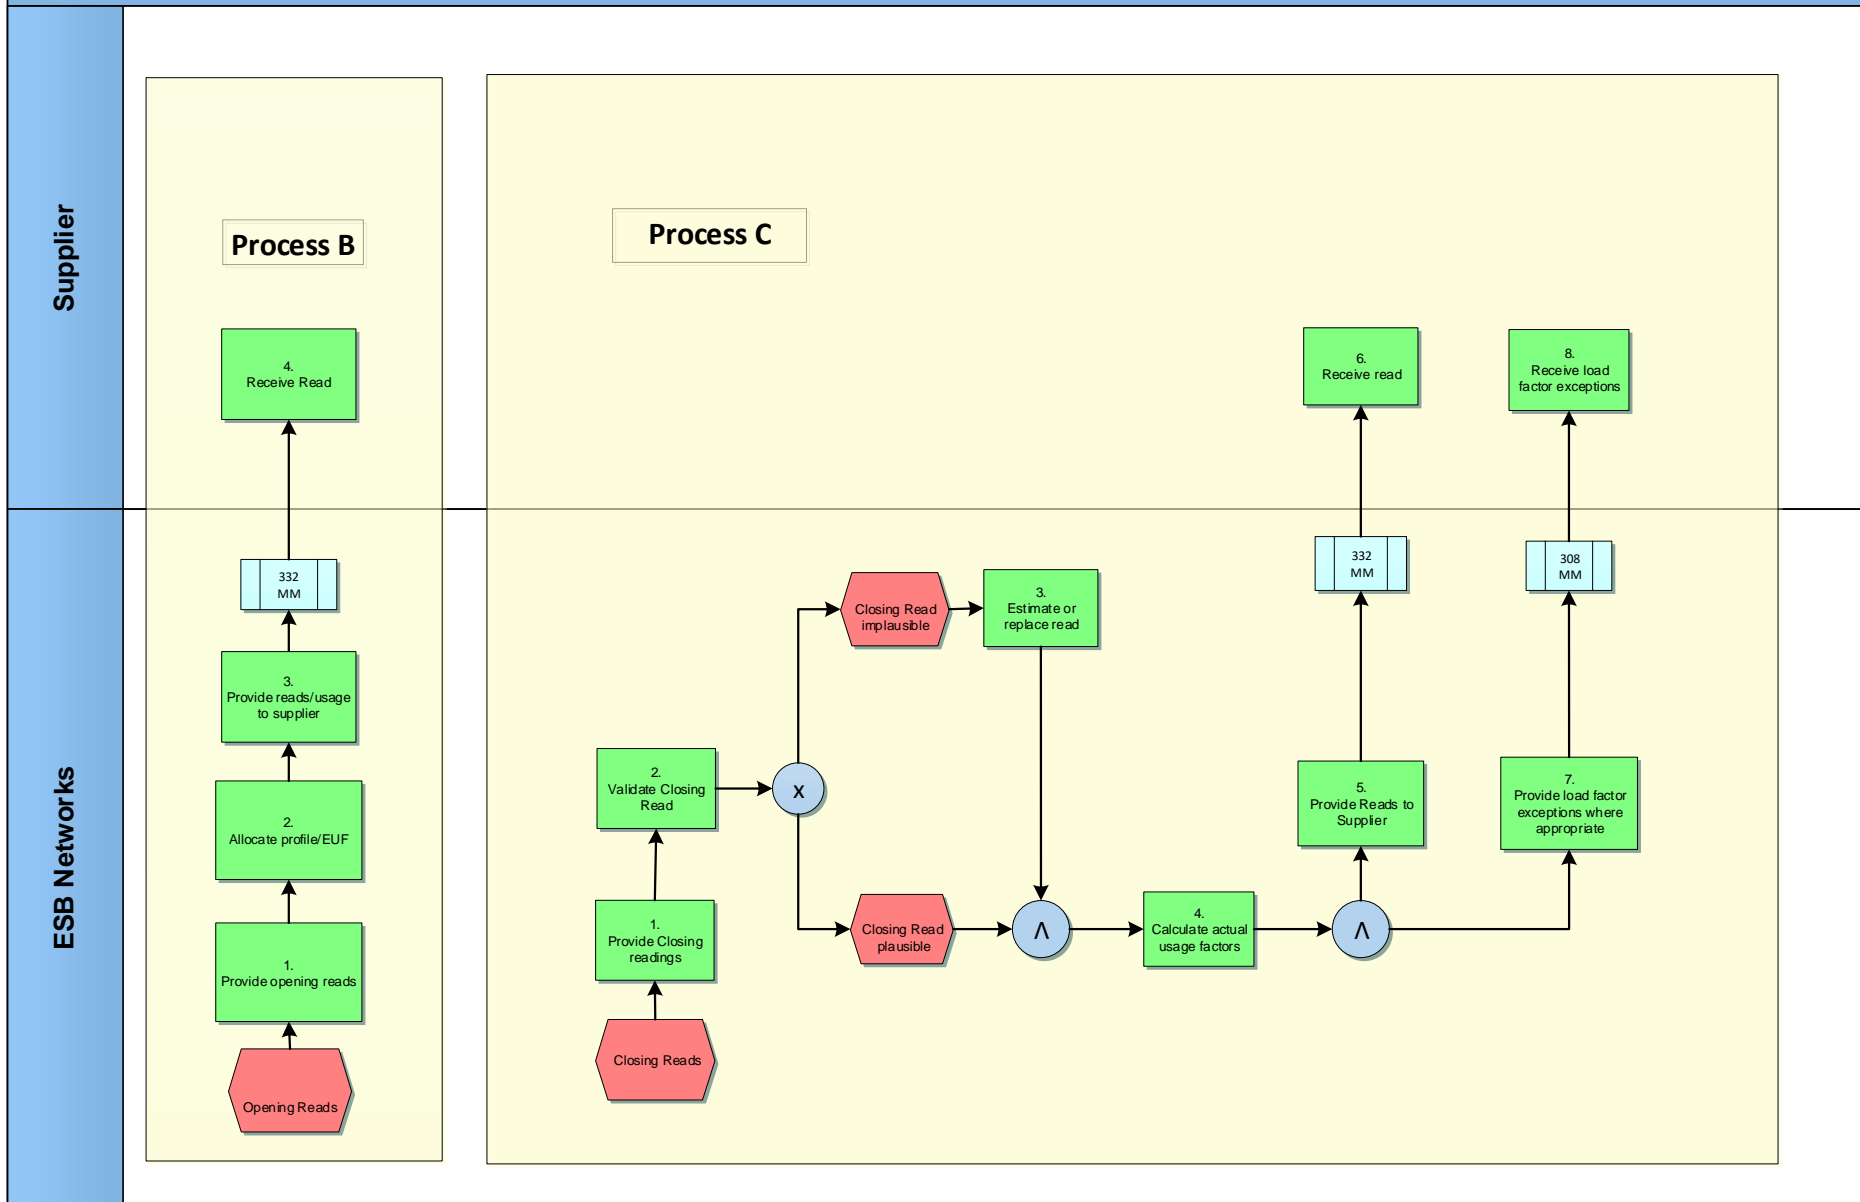 Supplier
ESB Networks
Process B
4.
Receive Read
332
MM
3.
Provide reads/usage
to supplier
2.
Allocate profile/EUF
1.
Provide opening reads
Opening Reads
Process C
6.
Receive read
8.
Receive load
factor exceptions
332
MM
308
MM
Closing Read
implausible
3.
Estimate or
replace read
2.
Validate Closing
Read
x
5.
Provide Reads to
Supplier
7.
Provide load factor
exceptions where
appropriate
1.
Provide Closing
readings
Closing Read
plausible
Λ
4.
Calculate actual
usage factors
Λ
Closing Reads